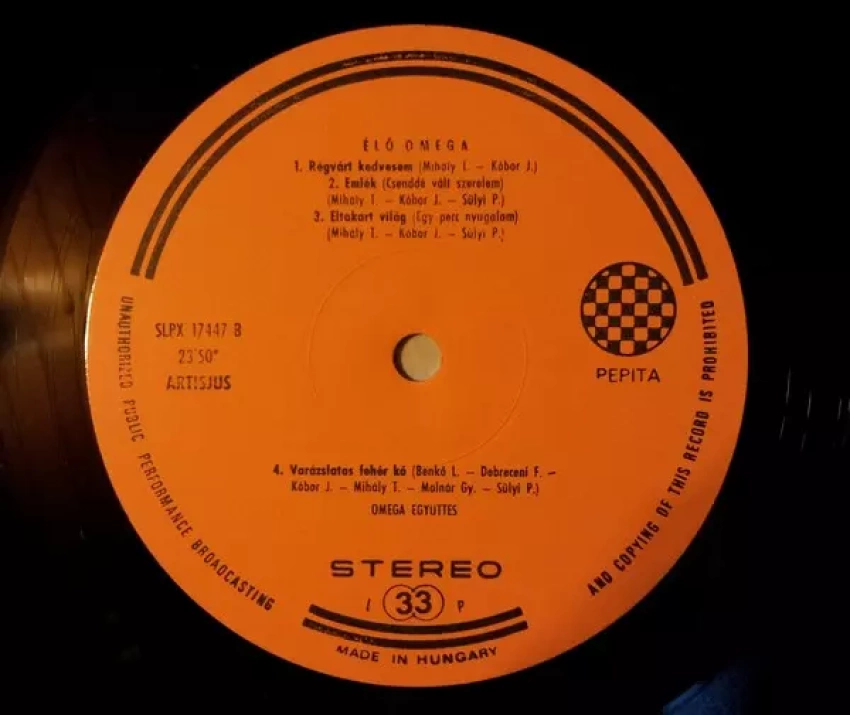 ÉLŐ OMEGA
1. Régvárt kedvesem (Mihály T. – Kóbor J.)
2. Emlék (Csenddé vált szerelem)
(Mihály T. – Kóbor J. – Sülyi P.)
3. Eltakart világ (Egy perc nyugalom)
(Mihály T. – Kóbor J. – Sülyi P.)
SLPX 17447 B
23'50"
ARTISJUS
PEPITA
4. Varázslatos fehér kő (Benkő L. – Debreceni F. –
Kóbor J. – Mihály T. – Molnár Gy. – Sülyi P.)
OMEGA EGYUTTES
STEREO
I 33 P
MADE IN HUNGARY
UNAUTHORIZED PUBLIC PERFORMANCE BROADCASTING
AND COPYING OF THIS RECORD IS PROHIBITED